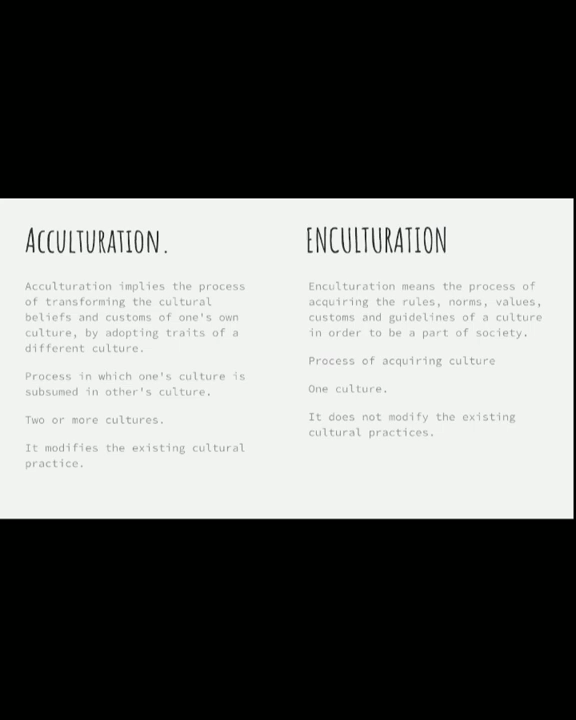 ACCULTURATION.
Acculturation implies the process
of transforming the cultural
beliefs and customs of one's own
culture, by adopting traits of a
different culture.
Process in which one's culture is
subsumed in other's culture.
Two or more cultures.
It modifies the existing cultural
practice.
ENCULTURATION
Enculturation means the process of
acquiring the rules, norms, values,
customs and guidelines of a culture
in order to be a part of society.
Process of acquiring culture
One culture.
It does not modify the existing
cultural practices.